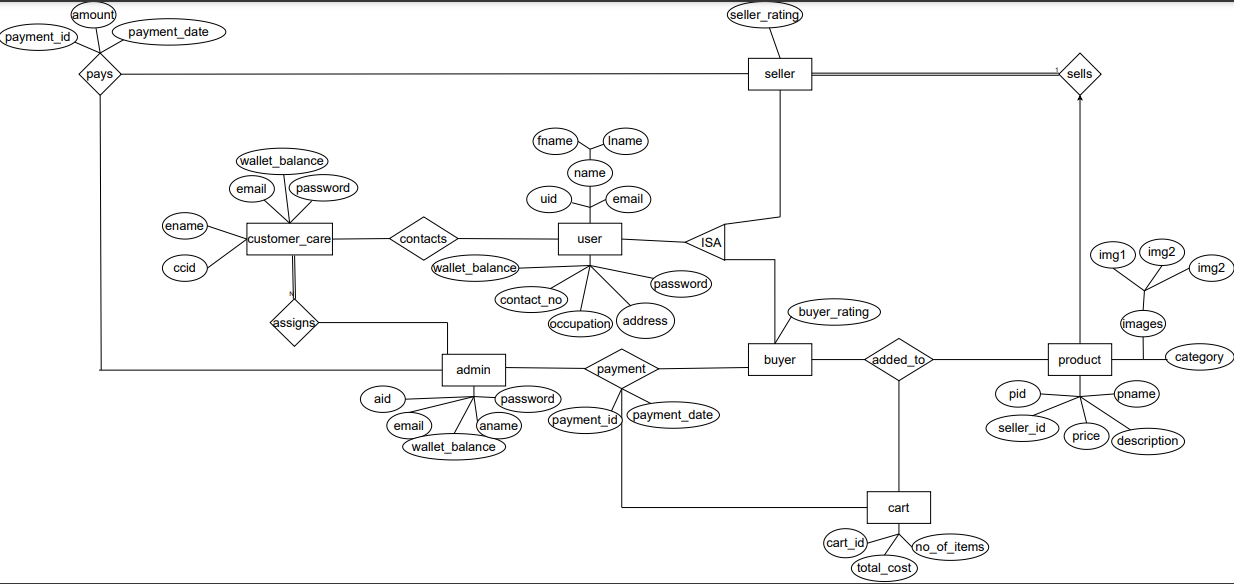 amount
seller_rating
payment_id
payment_date
pays
seller
1
sells
fname
lname
wallet_balance
name
email
password
uid
email
ename
customer_care
contacts
user
ISA
img1
img2
img2
ccid
wallet_balance
password
contact_no
N
buyer_rating
assigns
occupation
address
images
buyer
added_to
product
category
admin
payment
aid
password
pid
pname
email
aname
payment_id
payment_date
seller_id
price
description
wallet_balance
cart
cart_id
no_of_items
total_cost